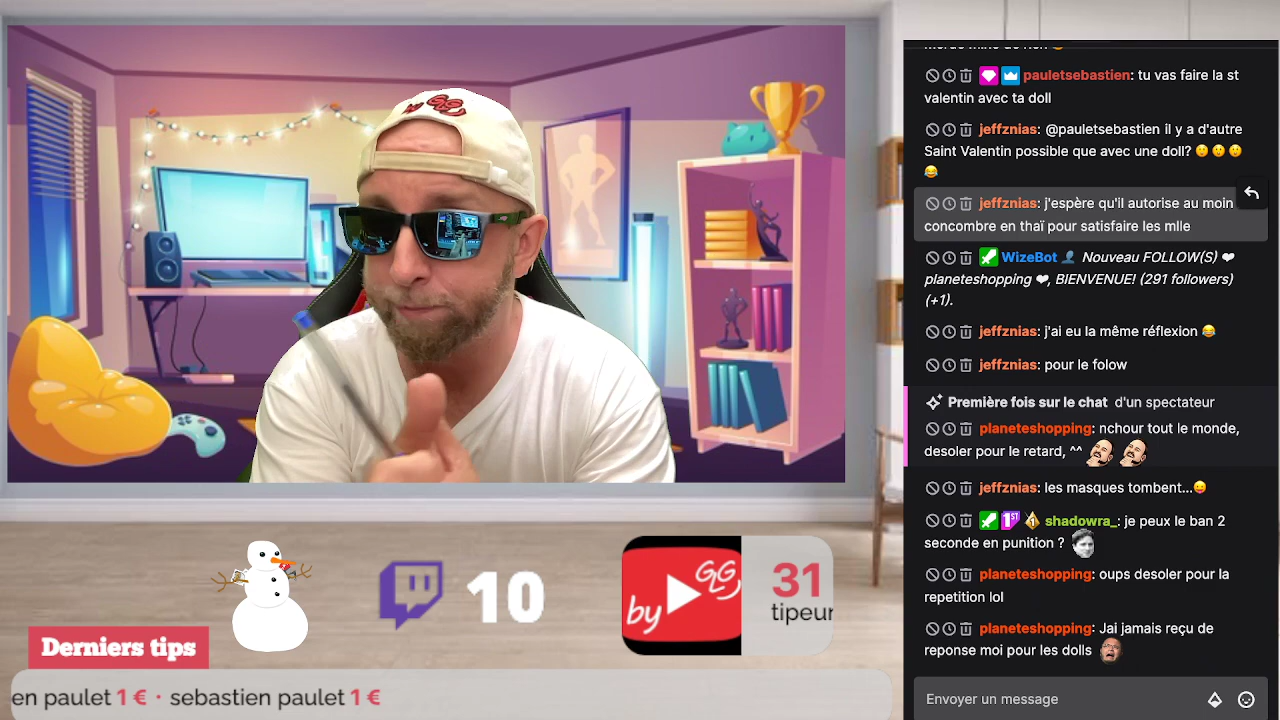 pauletsebastien: tu vas faire la st
valentin avec ta doll
jeffznias: @pauletsebastien il y a d'autre
Saint Valentin possible que avec une doll?
jeffznias: j'espère qu'il autorise au moin
concombre en thaï pour satisfaire les mlle
WizeBot Nouveau FOLLOW(S) ❤
planeteshopping ❤, BIENVENUE! (291 followers)
(+1).
jeffznias: j'ai eu la même réflexion 😂
jeffznias: pour le folow
Première fois sur le chat d'un spectateur
planeteshopping: nchour tout le monde,
desoler pour le retard, ^^
jeffznias: les masques tombent...😛
1ST shadowra_: je peux le ban 2
seconde en punition ?
planeteshopping: oups desoler pour la
repetition lol
planeteshopping: Jai jamais reçu de
reponse moi pour les dolls
Envoyer un message
10
by GG
31
tipeur
Derniers tips
en paulet 1 € · sebastien paulet 1 €